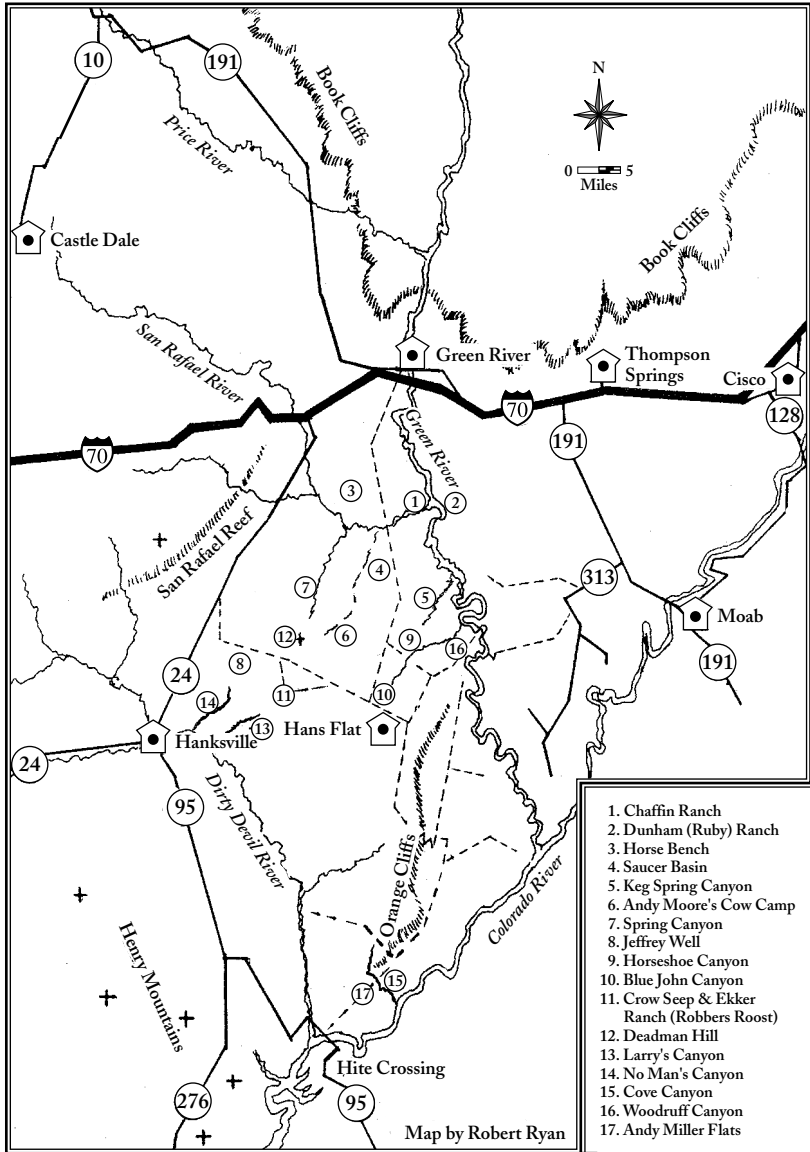 10
191
Book Cliffs
N
Price River
0 5
Miles
Castle Dale
Book Cliffs
San Rafael River
Green River
Thompson
Springs
Cisco
70
128
Green River
191
70
3
1
2
San Rafael Reef
4
313
7
5
Moab
12
6
9
16
8
191
24
11
10
14
13
Hans Flat
Hanksville
24
Dirty Devil River
95
Orange Cliffs
Colorado River
Henry Mountains
15
17
Hite Crossing
276
95
Map by Robert Ryan
1. Chaffin Ranch
2. Dunham (Ruby) Ranch
3. Horse Bench
4. Saucer Basin
5. Keg Spring Canyon
6. Andy Moore's Cow Camp
7. Spring Canyon
8. Jeffrey Well
9. Horseshoe Canyon
10. Blue John Canyon
11. Crow Seep & Ekker
Ranch (Robbers Roost)
12. Deadman Hill
13. Larry's Canyon
14. No Man's Canyon
15. Cove Canyon
16. Woodruff Canyon
17. Andy Miller Flats